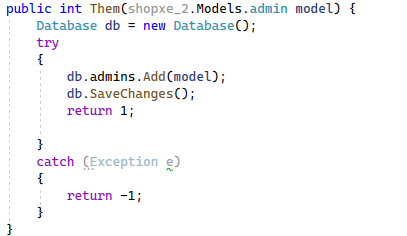 public int Them(shopxe_2.Models.admin model) {
    Database db = new Database();
    try
    {
        db.admins.Add(model);
        db.SaveChanges();
        return 1;

    }
    catch (Exception e)
    {
        return -1;
    }
}